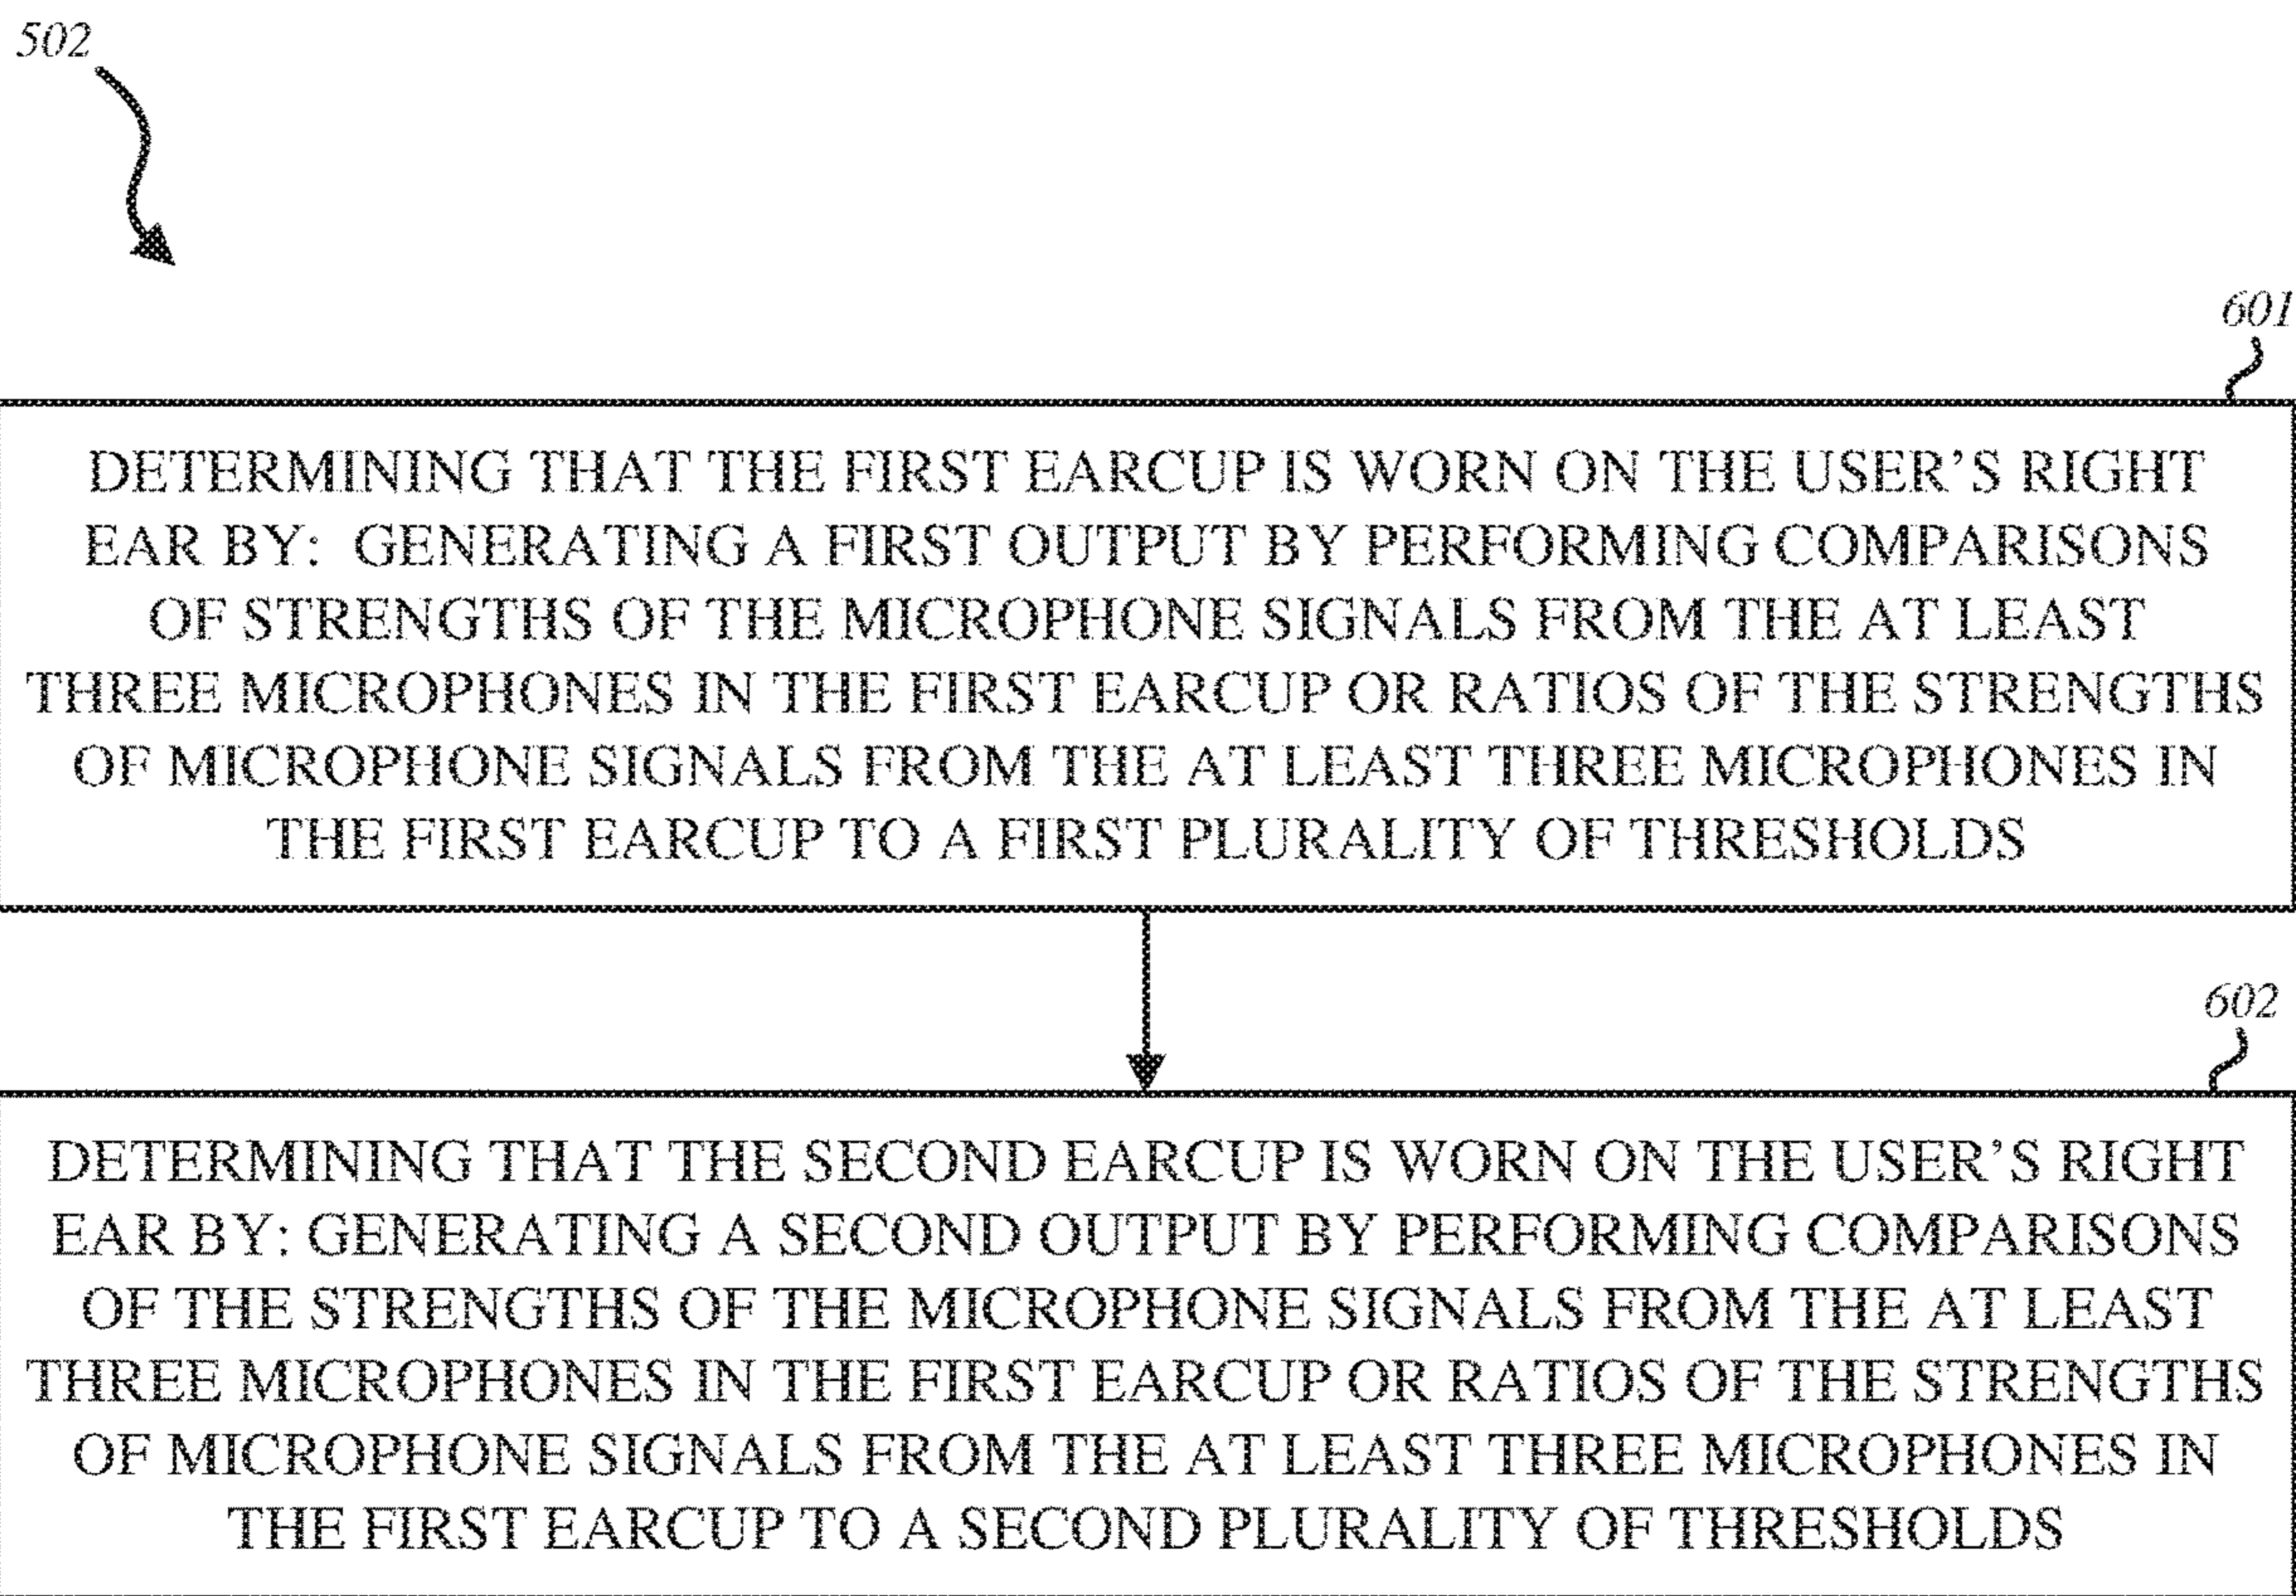 502
601
DETERMINING THAT THE FIRST EARCUP IS WORN ON THE USER'S RIGHT
EAR BY: GENERATING A FIRST OUTPUT BY PERFORMING COMPARISONS
OF STRENGTHS OF THE MICROPHONE SIGNALS FROM THE AT LEAST
THREE MICROPHONES IN THE FIRST EARCUP OR RATIOS OF THE STRENGTHS
OF MICROPHONE SIGNALS FROM THE AT LEAST THREE MICROPHONES IN
THE FIRST EARCUP TO A FIRST PLURALITY OF THRESHOLDS
602
DETERMINING THAT THE SECOND EARCUP IS WORN ON THE USER'S RIGHT
EAR BY: GENERATING A SECOND OUTPUT BY PERFORMING COMPARISONS
OF THE STRENGTHS OF THE MICROPHONE SIGNALS FROM THE AT LEAST
THREE MICROPHONES IN THE FIRST EARCUP OR RATIOS OF THE STRENGTHS
OF MICROPHONE SIGNALS FROM THE AT LEAST THREE MICROPHONES IN
THE FIRST EARCUP TO A SECOND PLURALITY OF THRESHOLDS